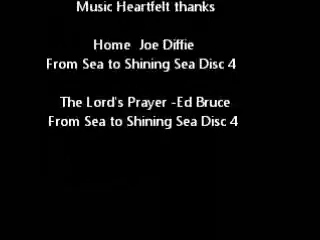 Music Heartfelt thanks
Home Joe Diffie
From Sea to Shining Sea Disc 4
The Lord's Prayer -Ed Bruce
From Sea to Shining Sea Disc 4